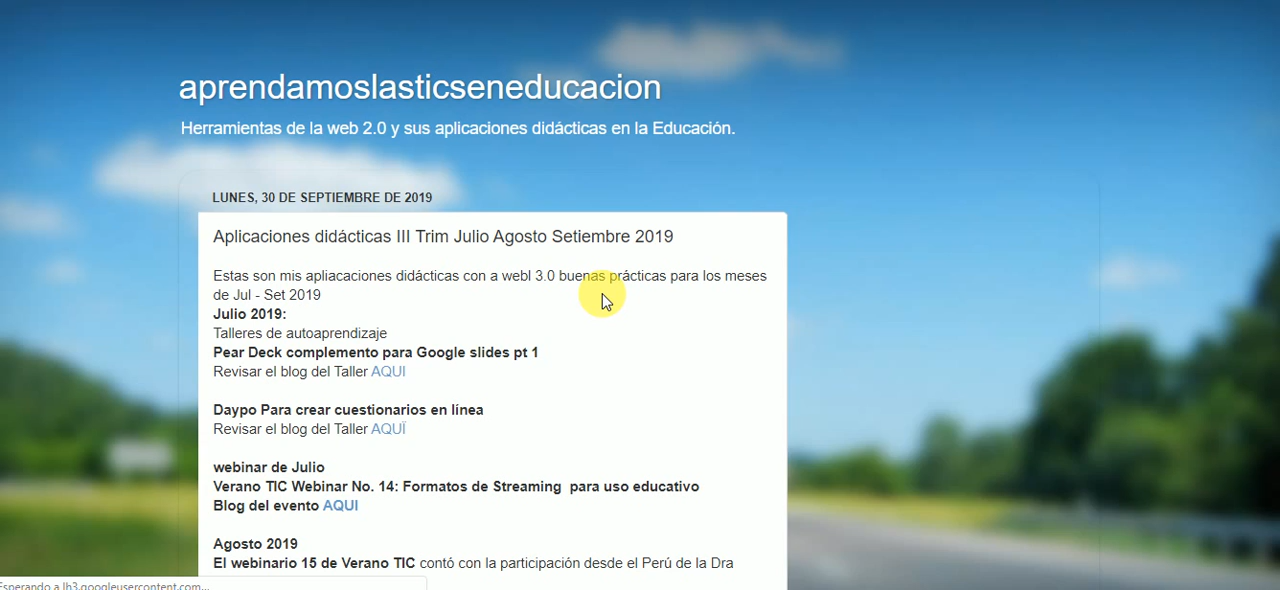 aprendamoslasticseneducacion
Herramientas de la web 2.0 y sus aplicaciones didácticas en la Educación.
LUNES, 30 DE SEPTIEMBRE DE 2019
Aplicaciones didácticas III Trim Julio Agosto Setiembre 2019
Estas son mis apliacaciones didácticas con a webl 3.0 buenas prácticas para los meses
de Jul - Set 2019
Julio 2019:
Talleres de autoaprendizaje
Pear Deck complemento para Google slides pt 1
Revisar el blog del Taller AQUI
Daypo Para crear cuestionarios en línea
Revisar el blog del Taller AQUÏ
webinar de Julio
Verano TIC Webinar No. 14: Formatos de Streaming para uso educativo
Blog del evento AQUI
Agosto 2019
El webinario 15 de Verano TIC contó con la participación desde el Perú de la Dra
Esperando a lh3.googleusercontent.com...